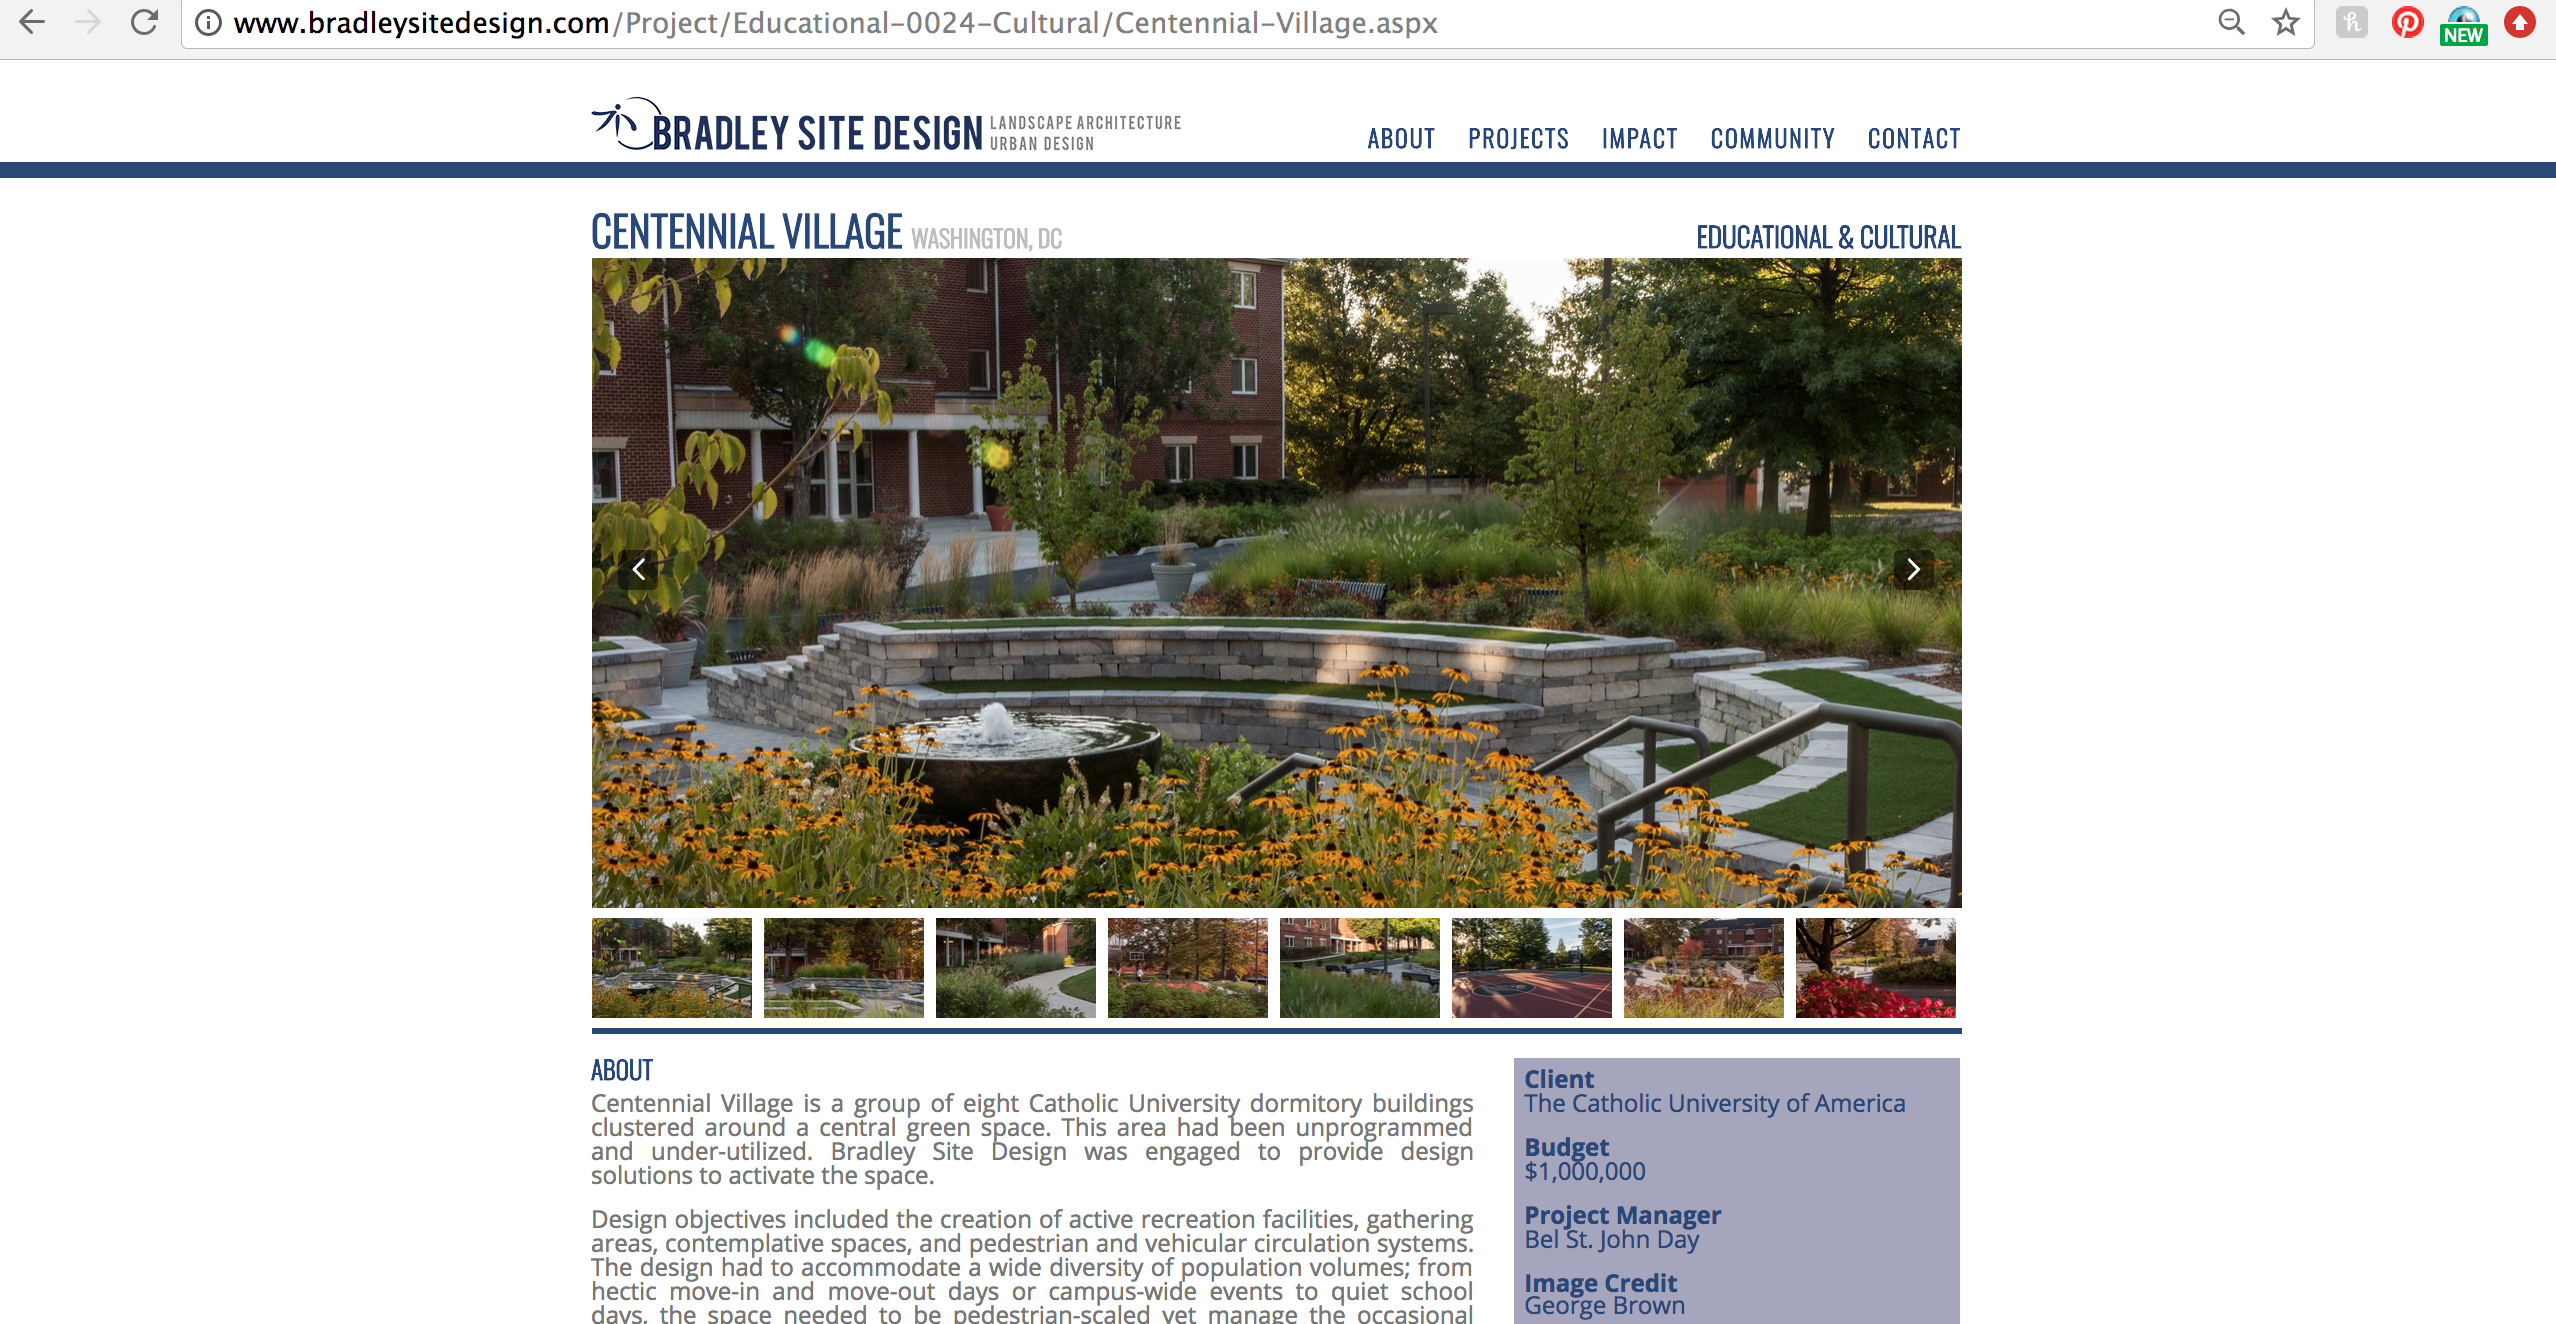 www.bradleysitedesign.com/Project/Educational-0024-Cultural/Centennial-Village.aspx
NEW
BRADLEY SITE DESIGN
LANDSCAPE ARCHITECTURE
URBAN DESIGN
ABOUT PROJECTS IMPACT COMMUNITY CONTACT
CENTENNIAL VILLAGE WASHINGTON, DC
EDUCATIONAL & CULTURAL
ABOUT
Centennial Village is a group of eight Catholic University dormitory buildings
clustered around a central green space. This area had been unprogrammed
and under-utilized. Bradley Site Design was engaged to provide design
solutions to activate the space.
Design objectives included the creation of active recreation facilities, gathering
areas, contemplative spaces, and pedestrian and vehicular circulation systems.
The design had to accommodate a wide diversity of population volumes; from
hectic move-in and move-out days or campus-wide events to quiet school
days, the space needed to be pedestrian-scaled yet manage the occasional
Client
The Catholic University of America
Budget
$1,000,000
Project Manager
Bel St. John Day
Image Credit
George Brown